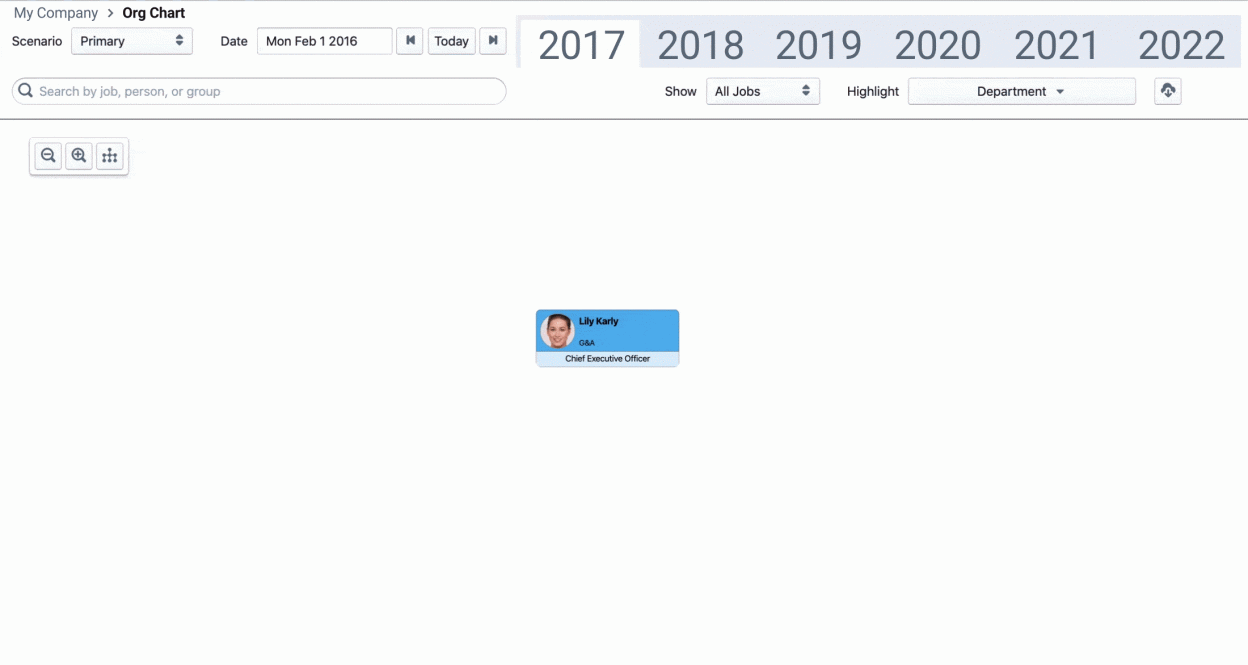 My Company > Org Chart
Scenario Primary Date Mon Feb 1 2016 Today
2017 2018 2019 2020 2021 2022
Search by job, person, or group
Show All Jobs Highlight Department
Lily Karly
G&A
Chief Executive Officer